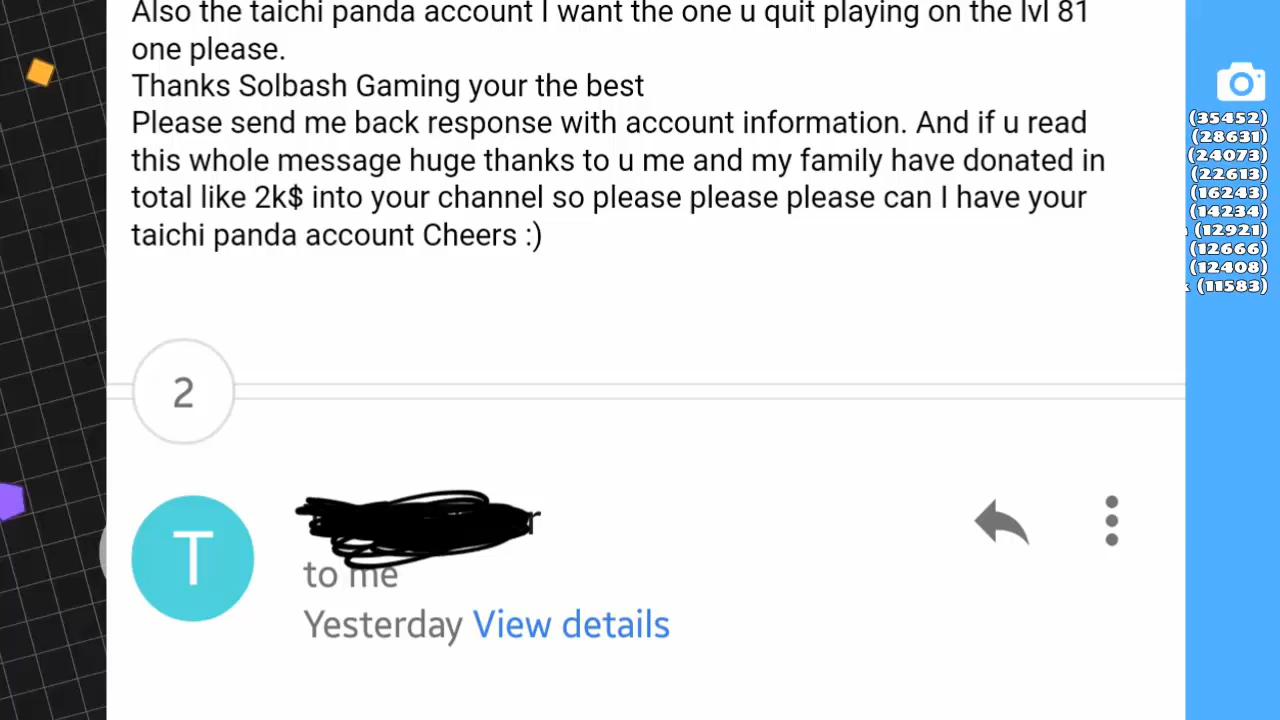 Also the taichi panda account I want the one u quit playing on the lvl 81
one please.
Thanks Solbash Gaming your the best
Please send me back response with account information. And if u read
this whole message huge thanks to u me and my family have donated in
total like 2k$ into your channel so please please please can I have your
taichi panda account Cheers :)
(35452)
(28631)
(24073)
(22613)
(16243)
(14234)
(12921)
(12666)
(12408)
(11583)
2
T
to me
Yesterday View details